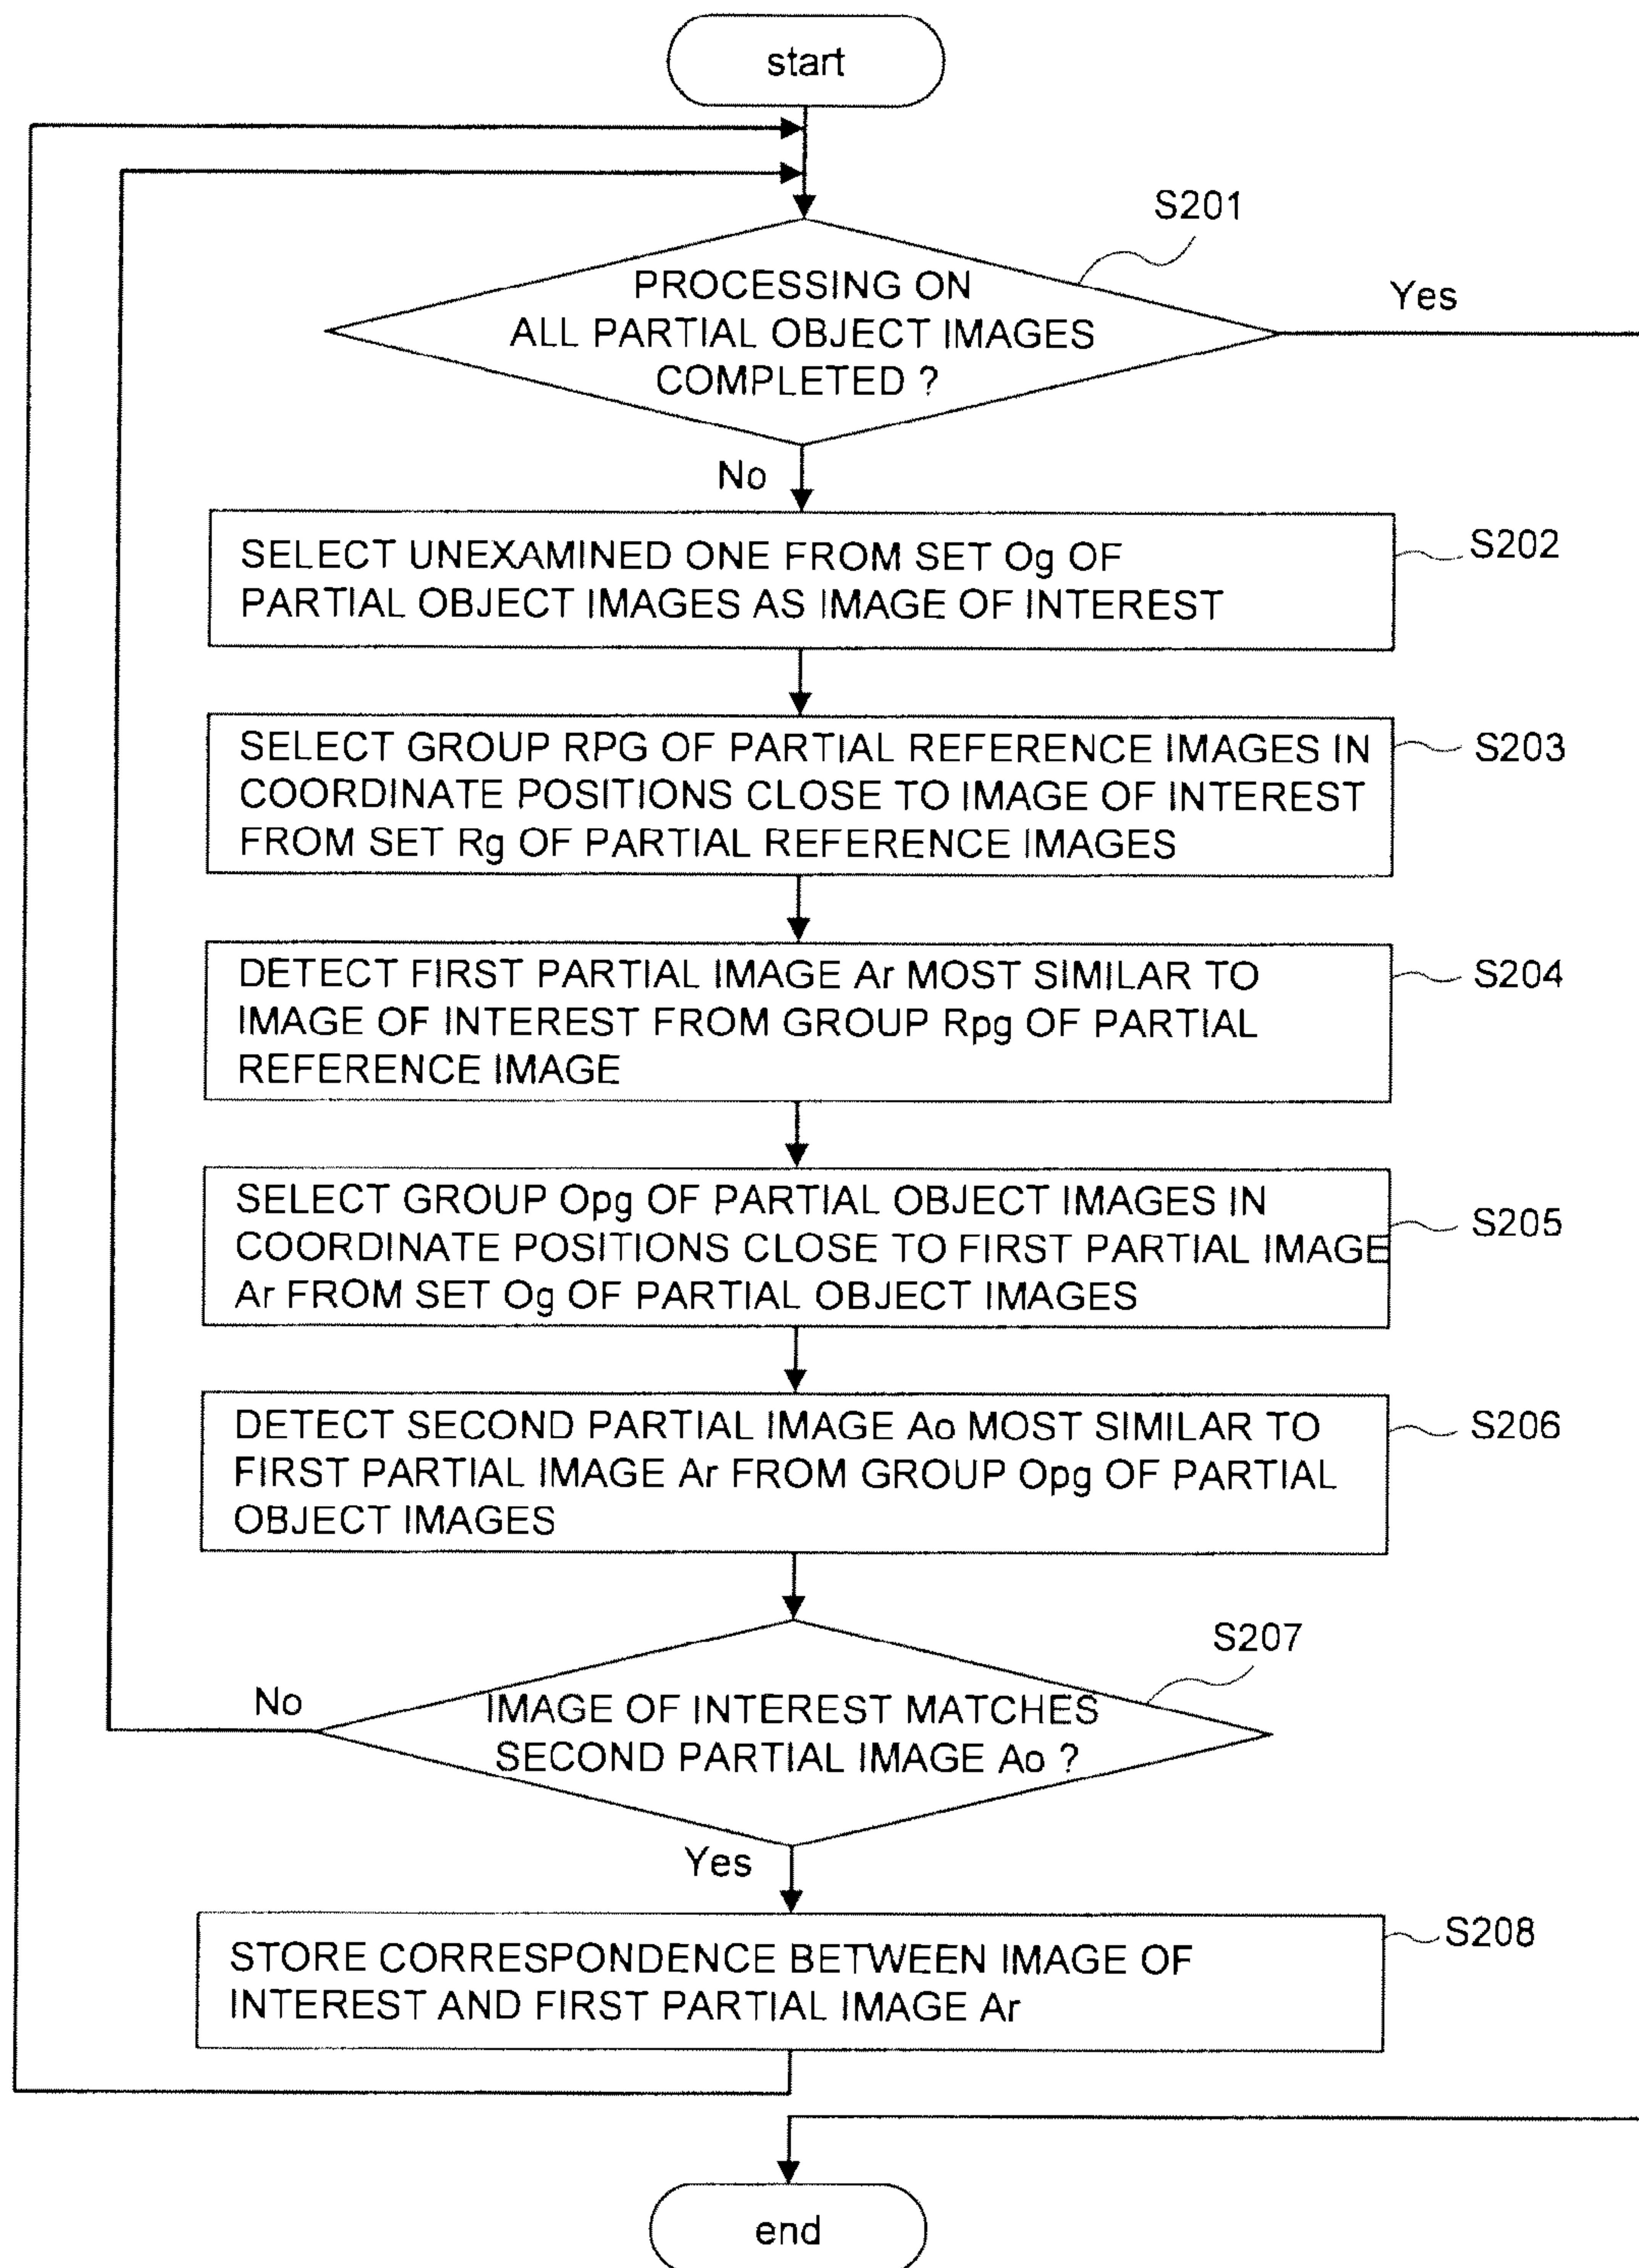 start
S201
PROCESSING ON
ALL PARTIAL OBJECT IMAGES
COMPLETED ?
Yes
No
SELECT UNEXAMINED ONE FROM SET Og OF
PARTIAL OBJECT IMAGES AS IMAGE OF INTEREST
S202
SELECT GROUP RPG OF PARTIAL REFERENCE IMAGES IN
COORDINATE POSITIONS CLOSE TO IMAGE OF INTEREST
FROM SET Rg OF PARTIAL REFERENCE IMAGES
S203
DETECT FIRST PARTIAL IMAGE Ar MOST SIMILAR TO
IMAGE OF INTEREST FROM GROUP Rpg OF PARTIAL
REFERENCE IMAGE
S204
SELECT GROUP Opg OF PARTIAL OBJECT IMAGES IN
COORDINATE POSITIONS CLOSE TO FIRST PARTIAL IMAGE
Ar FROM SET Og OF PARTIAL OBJECT IMAGES
S205
DETECT SECOND PARTIAL IMAGE Ao MOST SIMILAR TO
FIRST PARTIAL IMAGE Ar FROM GROUP Opg OF PARTIAL
OBJECT IMAGES
S206
S207
No
IMAGE OF INTEREST MATCHES
SECOND PARTIAL IMAGE Ao ?
Yes
STORE CORRESPONDENCE BETWEEN IMAGE OF
INTEREST AND FIRST PARTIAL IMAGE Ar
S208
end